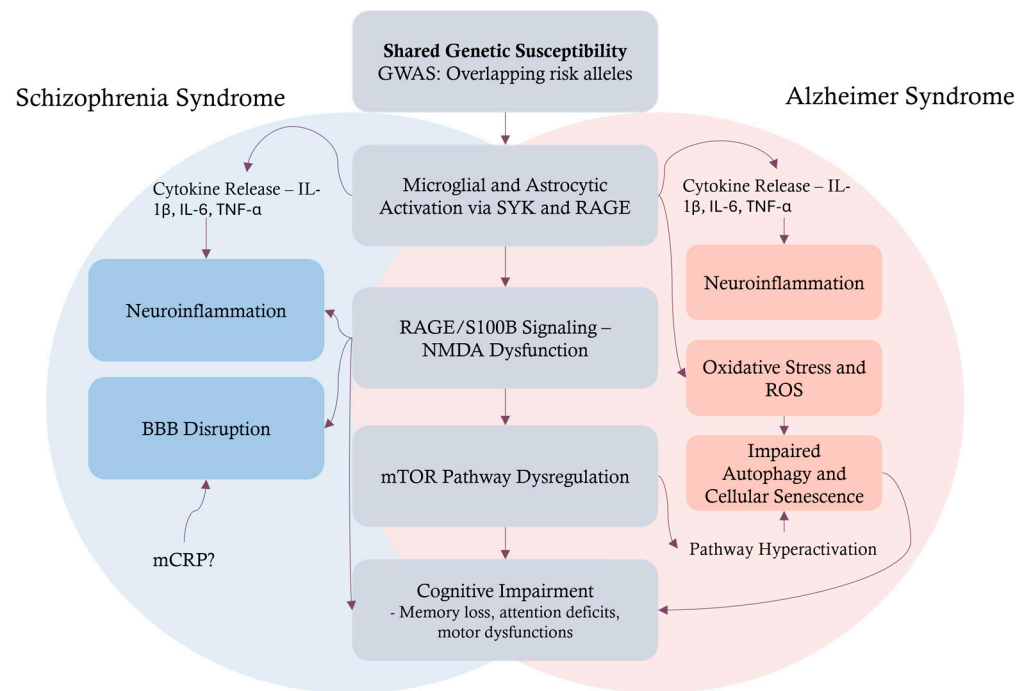 Shared Genetic Susceptibility
GWAS: Overlapping risk alleles
Schizophrenia Syndrome
Alzheimer Syndrome
Cytokine Release – IL-
1β, IL-6, TNF-α
Microglial and Astrocytic
Activation via SYK and RAGE
Cytokine Release – IL-
1β, IL-6, TNF-α
Neuroinflammation
RAGE/S100B Signaling –
NMDA Dysfunction
Neuroinflammation
Oxidative Stress and
ROS
BBB Disruption
mTOR Pathway Dysregulation
Impaired
Autophagy and
Cellular Senescence
mCRP?
Pathway Hyperactivation
Cognitive Impairment
- Memory loss, attention deficits,
motor dysfunctions